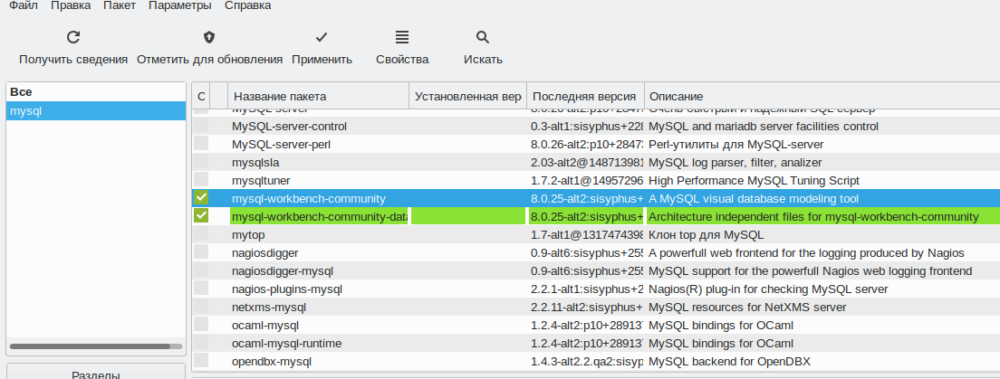 Файл Правка Пакет Параметры Справка
Получить сведения Отметить для обновления Применить Свойства Искать
Все
mysql
С Название пакета Установленная вер Последняя версия Описание
MySQL-server Очень быстрый и надежный SQL-сервер
MySQL-server-control 0.3-alt1:sisyphus+228 MySQL and mariadb server facilities control
MySQL-server-perl 8.0.26-alt2:p10+2847 Perl-утилиты для MySQL-server
mysqlsla 2.03-alt2@148713981 MySQL log parser, filter, analizer
mysqltuner 1.7.2-alt1@14957296 High Performance MySQL Tuning Script
mysql-workbench-community 8.0.25-alt2:sisyphus+ A MySQL visual database modeling tool
mysql-workbench-community-data 8.0.25-alt2:sisyphus+ Architecture independent files for mysql-workbench-community
mytop 1.7-alt1@1317474398 Клон top для MySQL
nagiosdigger 0.9-alt6:sisyphus+255 A powerfull web frontend for the logging produced by Nagios
nagiosdigger-mysql 0.9-alt6:sisyphus+255 MySQL support for the powerfull Nagios web logging frontend
nagios-plugins-mysql 2.2.1-alt1:sisyphus+2 Nagios(R) plug-in for checking MySQL server
netxms-mysql 2.2.11-alt2:sisyphus+ MySQL resources for NetXMS server
ocaml-mysql 1.2.4-alt2:p10+28913 MySQL bindings for OCaml
ocaml-mysql-runtime 1.2.4-alt2:p10+28913 MySQL bindings for OCaml
opendbx-mysql 1.4.3-alt2.2.qa2:sisyp MySQL backend for OpenDBX
Разделы